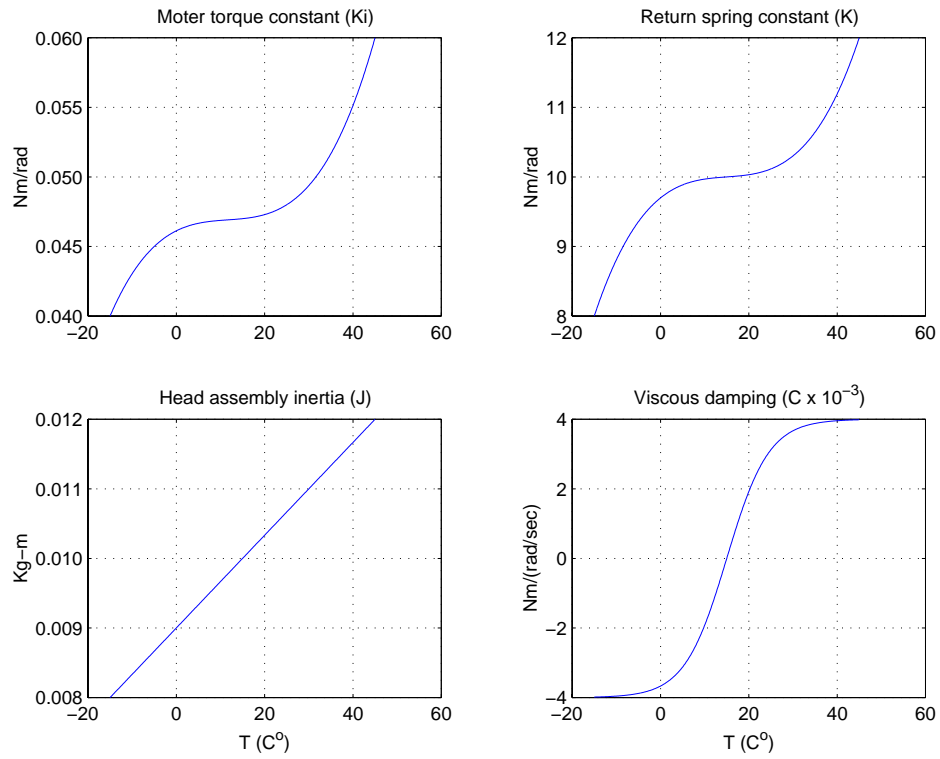 Moter torque constant (Ki)
0.060
0.055
0.050
0.045
0.040
Nm/rad
−20 0 20 40 60
Return spring constant (K)
12
11
10
9
8
Nm/rad
−20 0 20 40 60
Head assembly inertia (J)
0.012
0.011
0.010
0.009
0.008
Kg−m
−20 0 20 40 60
T (Cº)
Viscous damping (C x 10⁻³)
4
2
0
−2
−4
Nm/(rad/sec)
−20 0 20 40 60
T (Cº)